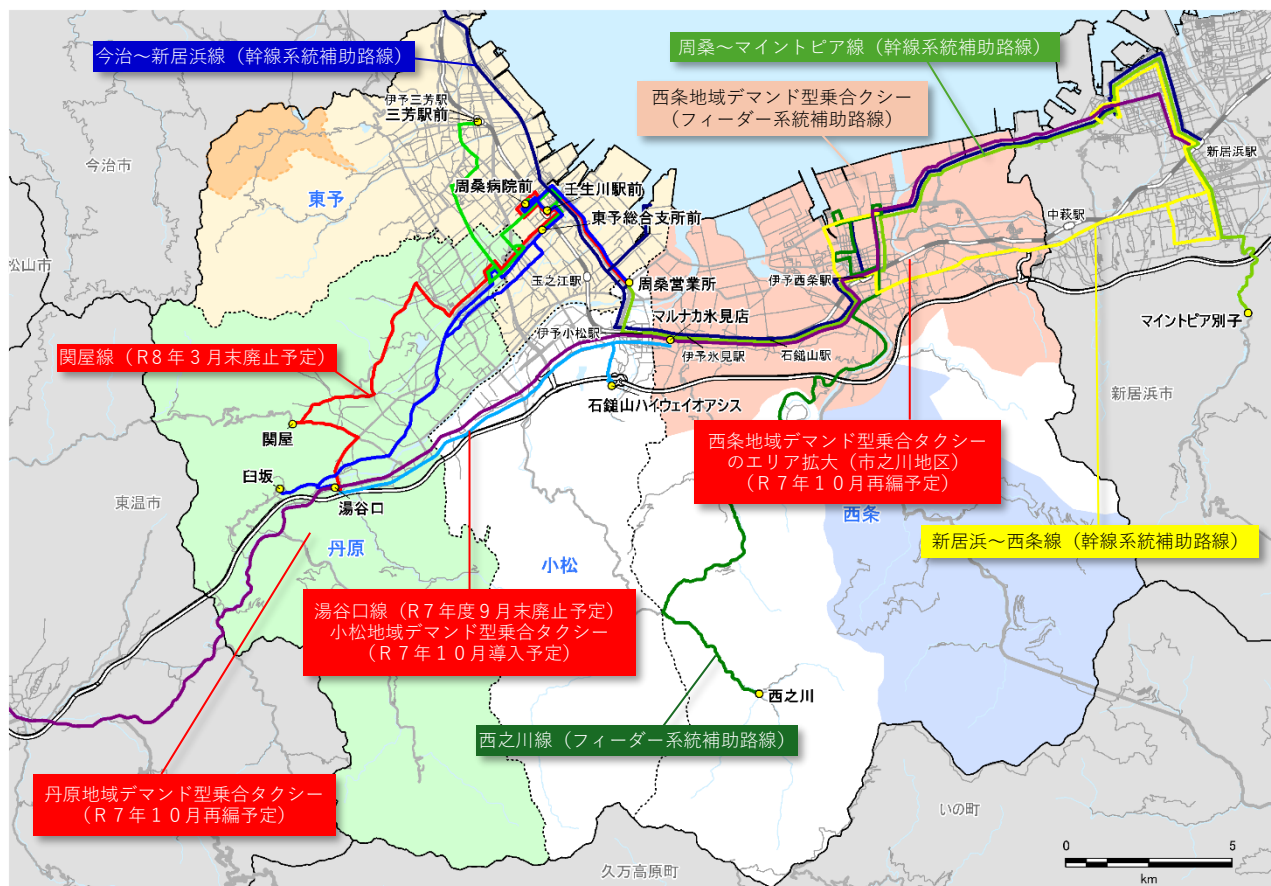 今治～新居浜線（幹線系統補助路線）
周桑～マイントピア線（幹線系統補助路線）
西条地域デマンド型乗合タクシー
（フィーダー系統補助路線）
伊予三芳駅
三芳駅前
今治市
東予
周桑病院前
壬生川駅前
東予総合支所前
新居浜駅
中萩駅
松山市
玉之江駅
周桑営業所
伊予西条駅
マルナカ氷見店
伊予小松駅
伊予氷見駅
石鎚山駅
マイントピア別子
関屋線（R８年３月末廃止予定）
石鎚山ハイウェイオアシス
新居浜市
関屋
西条地域デマンド型乗合タクシー
のエリア拡大（市之川地区）
（R７年１０月再編予定）
臼坂
東温市
湯谷口
西条
丹原
小松
新居浜～西条線（幹線系統補助路線）
湯谷口線（R７年度９月末廃止予定）
小松地域デマンド型乗合タクシー
（R７年１０月導入予定）
西之川
西之川線（フィーダー系統補助路線）
丹原地域デマンド型乗合タクシー
（R７年１０月再編予定）
いの町
久万高原町
0
5
km